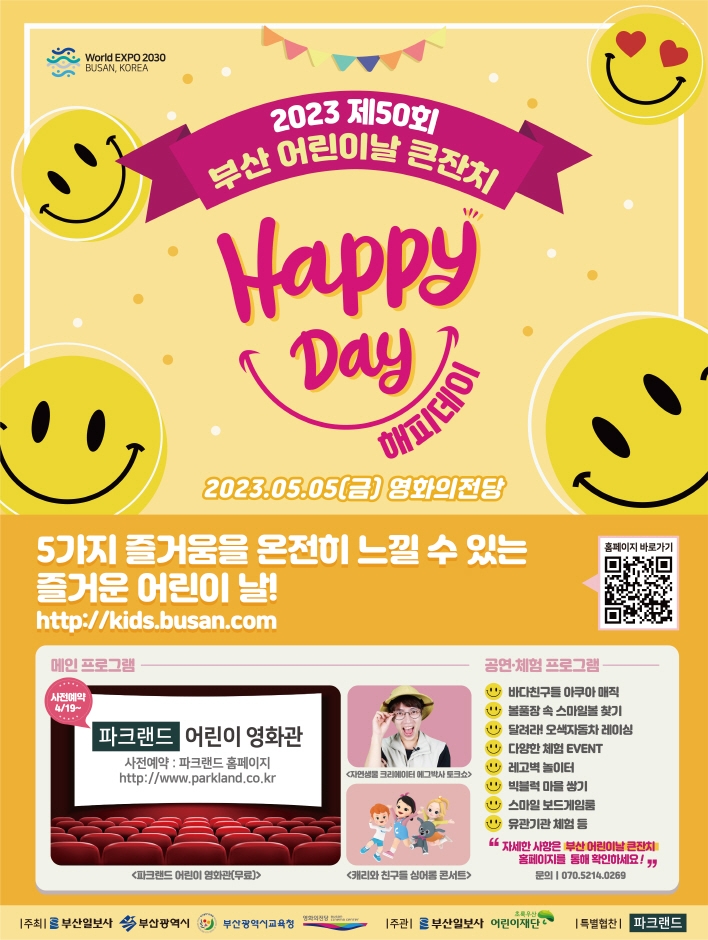 World EXPO 2030
BUSAN, KOREA
2023 제50회
부산 어린이날 큰잔치
Happy
Day
해피데이
2023.05.05(금) 영화의전당
5가지 즐거움을 온전히 느낄 수 있는
즐거운 어린이 날!
http://kids.busan.com
홈페이지 바로가기
메인 프로그램
사전예약
4/19~
파크랜드 어린이 영화관
사전예약 : 파크랜드 홈페이지
http://www.parkland.co.kr
<파크랜드 어린이 영화관(무료)>
<자연생물 크리에이터 에그박사 토크쇼>
<캐리와 친구들 싱어롱 콘서트>
공연·체험 프로그램
바다친구들 아쿠아 매직
볼풀장 속 스마일볼 찾기
달려라! 오색자동차 레이싱
다양한 체험 EVENT
레고벽 놀이터
빅블럭 마을 쌓기
스마일 보드게임룸
유관기관 체험 등
“ 자세한 사항은 부산 어린이날 큰잔치
홈페이지를 통해 확인하세요! ”
문의 | 070.5214.0269
|주최| 부산일보사 부산광역시 부산광역시교육청 영화의전당 |주관| 부산일보사 초록우산 어린이재단 |특별협찬| 파크랜드